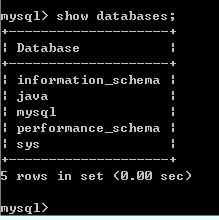 mysql> show databases;
+--------------------+
| Database           |
+--------------------+
| information_schema |
| java               |
| mysql              |
| performance_schema |
| sys                |
+--------------------+
5 rows in set (0.00 sec)
mysql>